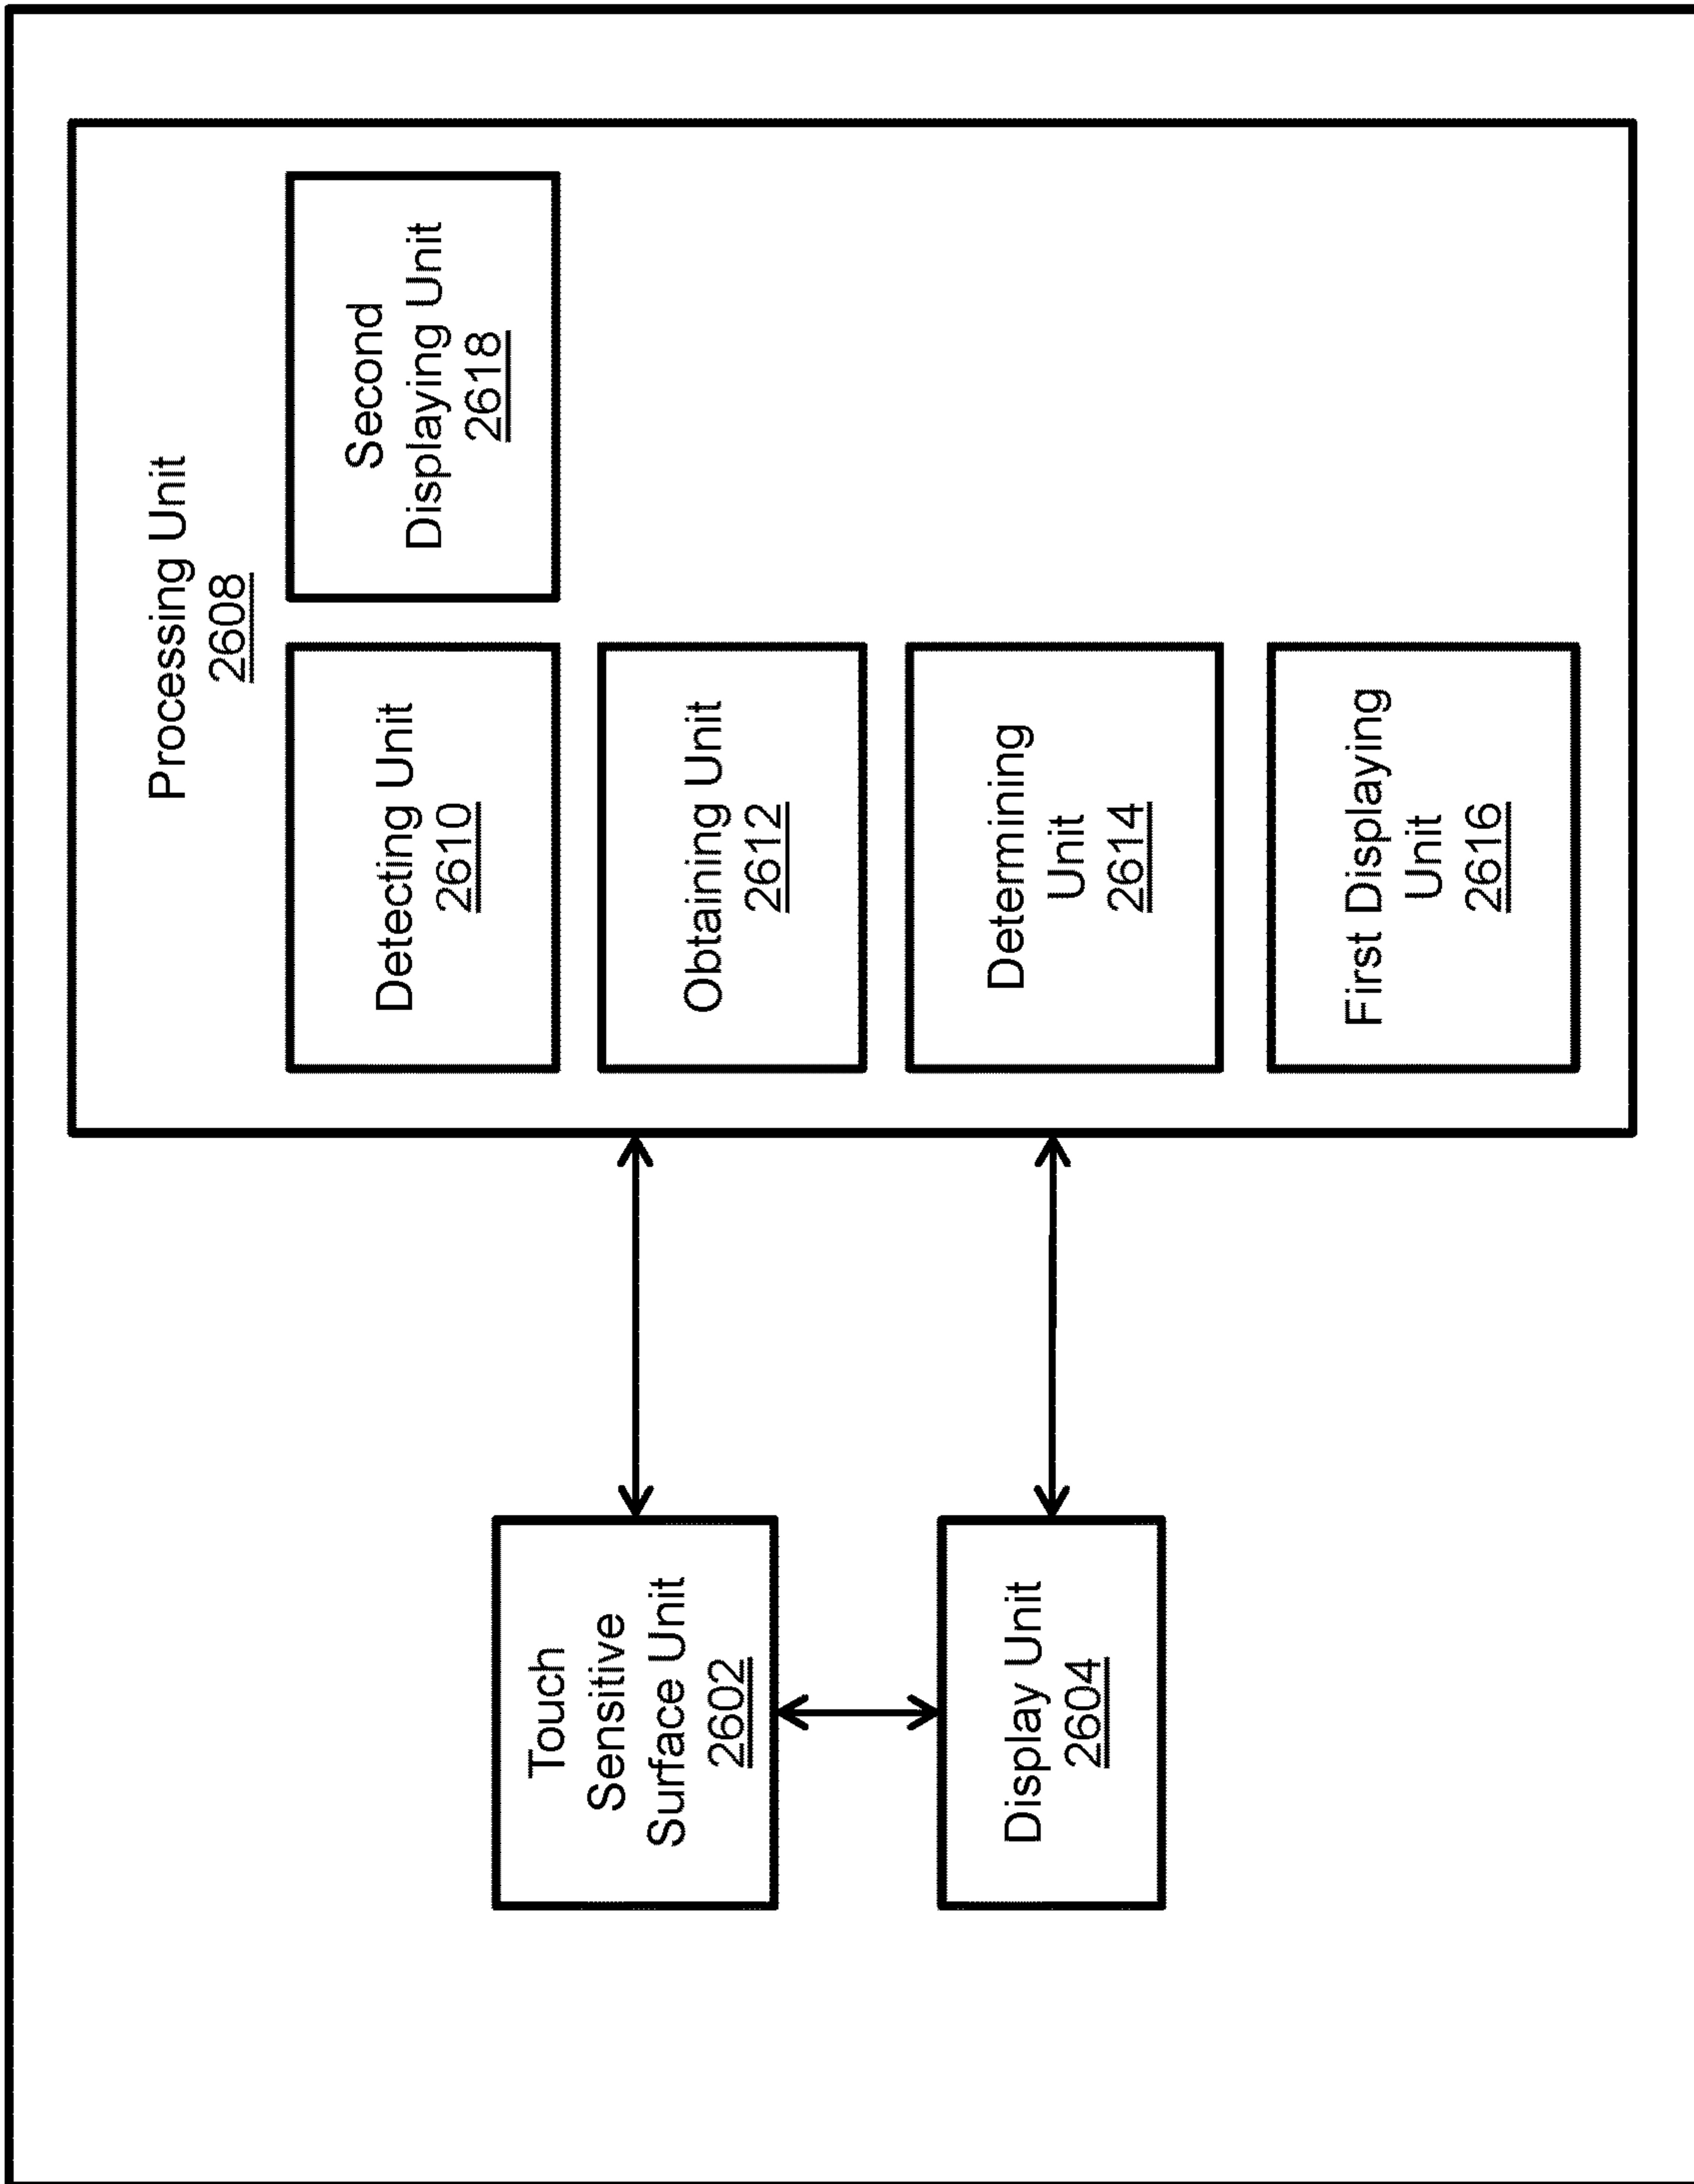 Processing Unit
2608
Detecting Unit
2610
Second
Displaying Unit
2618
Obtaining Unit
2612
Determining
Unit
2614
First Displaying
Unit
2616
Touch
Sensitive
Surface Unit
2602
Display Unit
2604